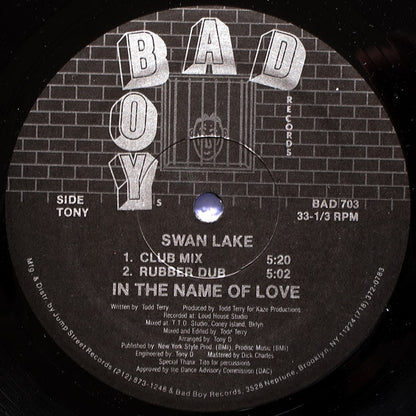 BAD
BOY
RECORDS
s
SIDE
TONY
BAD 703
33-1/3 RPM
SWAN LAKE
1. CLUB MIX 5:20
2. RUBBER DUB 5:02
IN THE NAME OF LOVE
Written by: Todd Terry Produced by: Todd Terry for Kaze Productions
Recorded at: Loud House Studio
Mixed at: T.T.O. Studio, Coney Island, Bklyn.
Mixed and Edited by: Todd Terry
Arranged by: Tony D
Published by: New York Style Prod. (BMI), Prodisc Music (BMI)
Engineered by: Tony D Mastered by: Dick Charles
Special Thanx: Tito for percussions
Approved by the Dance Advisory Commission (DAC)
Mfg. & Distr. by Jump Street Records (212) 873-1248 & Bad Boy Records, 3528 Neptune, Brooklyn, NY 11224 (718) 372-0763